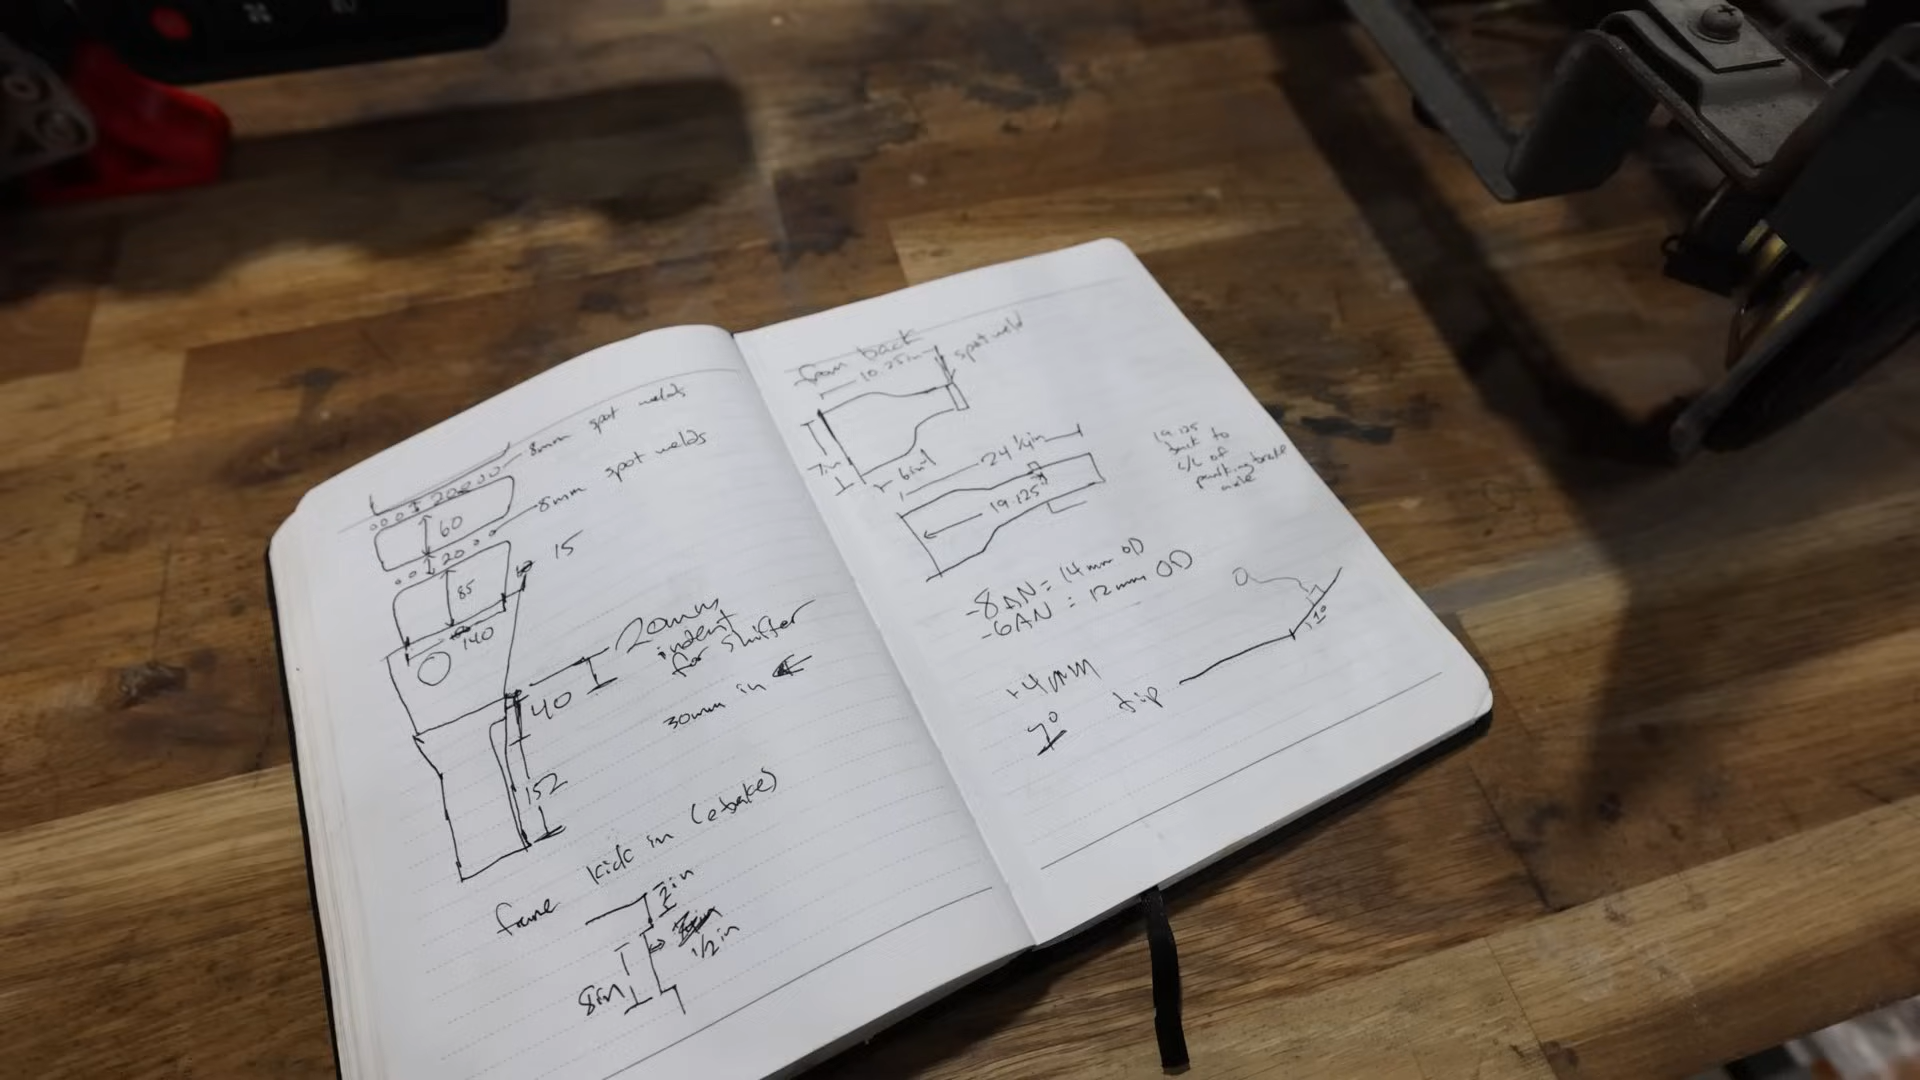 8mm spot welds
20
8mm spot welds
60
20
15
85
140
20mm
indent
for shifter
40
30mm in
152
frame kick in (ebrake)
2in
1/2in
8in
from back
10.25in
spot weld
7in
6in
24 1/4in
19.125"
19.125
back to
c/L of
parking brake
axle
-8AN = 14mm OD
-6AN = 12mm OD
7°
+4mm
7° tip